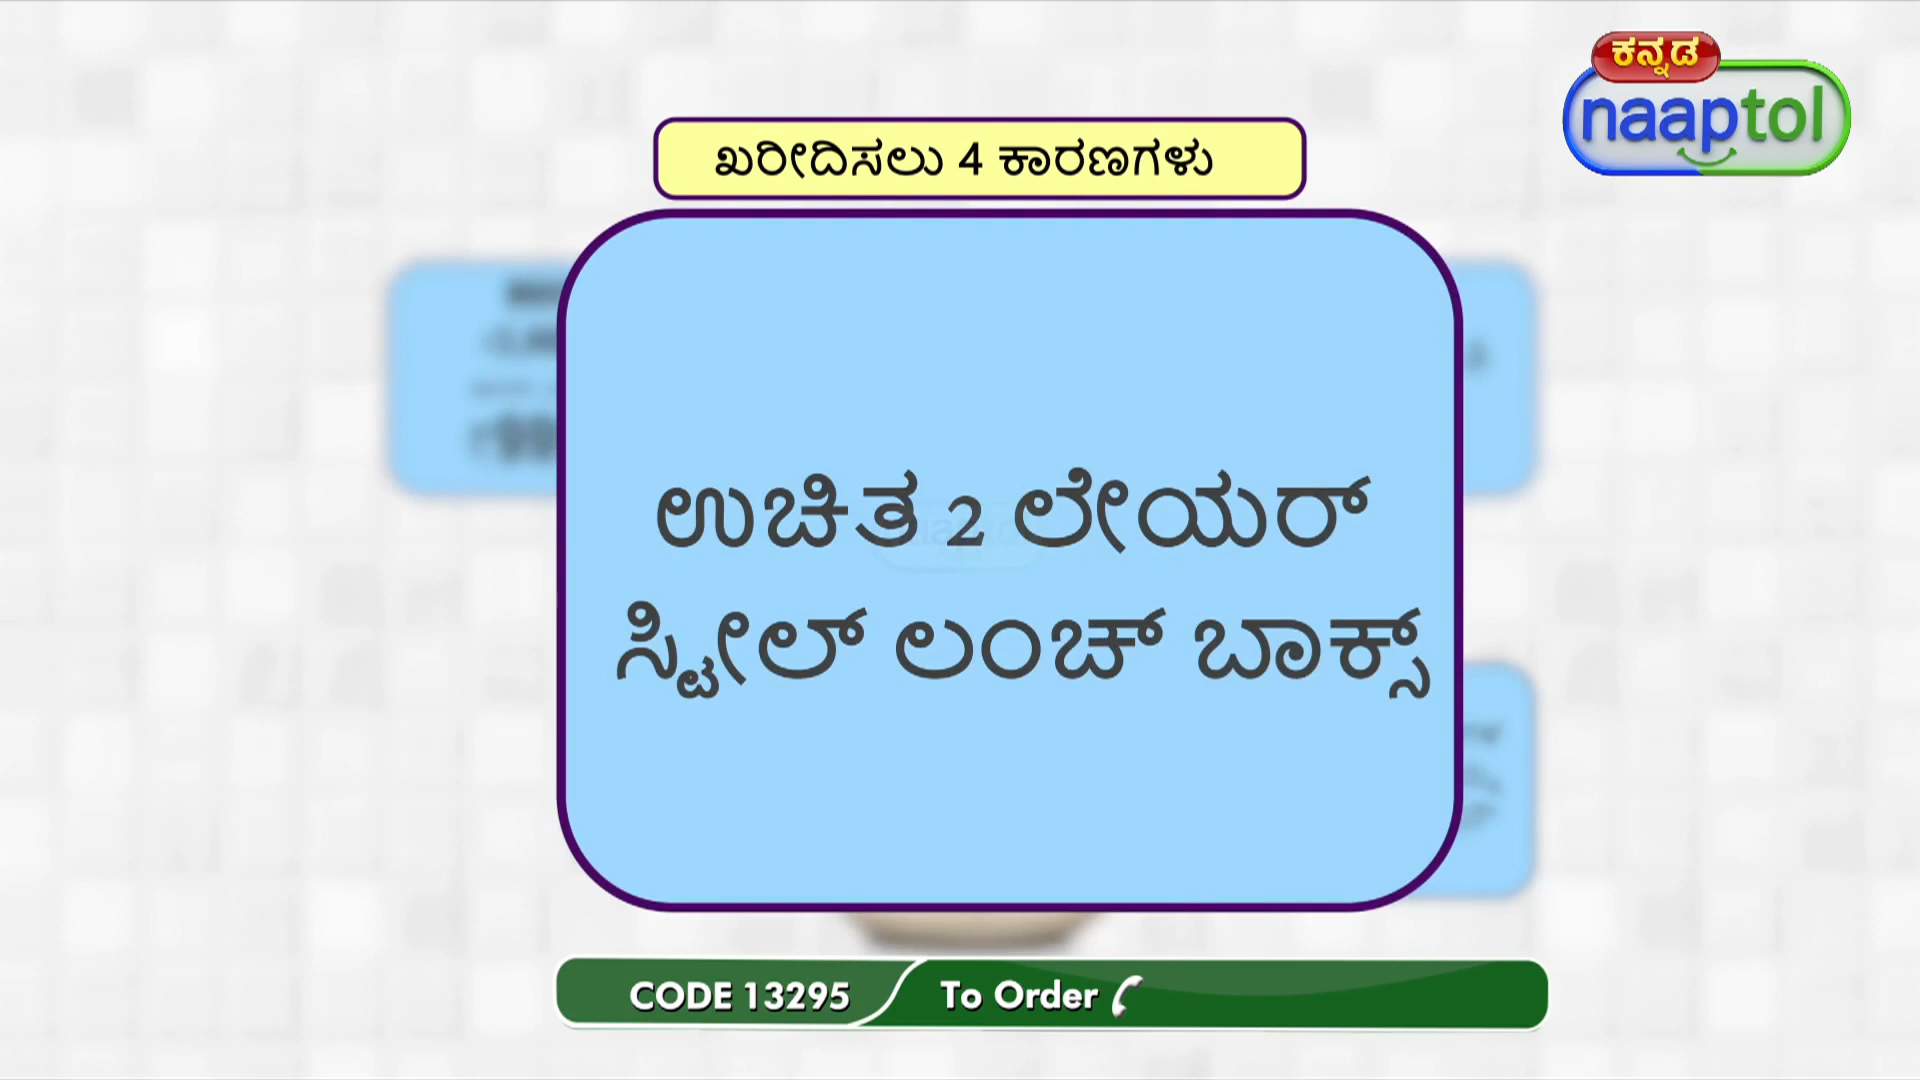 ಕನ್ನಡ
naaptol
ಖರೀದಿಸಲು 4 ಕಾರಣಗಳು
ಉಚಿತ 2 ಲೇಯರ್
ಸ್ಟೀಲ್ ಲಂಚ್ ಬಾಕ್ಸ್
CODE 13295 To Order